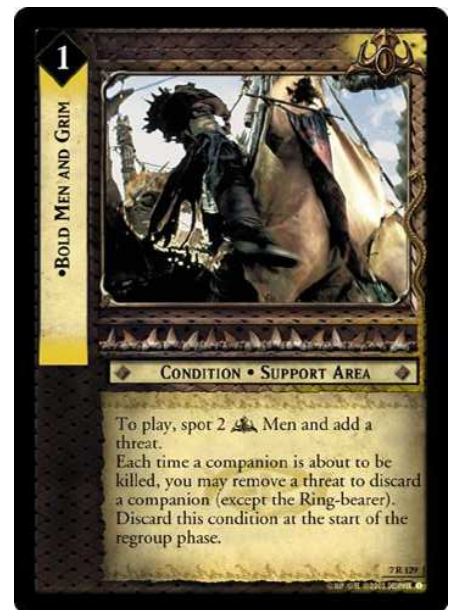 1
•BOLD MEN AND GRIM
CONDITION • SUPPORT AREA
To play, spot 2 Men and add a
threat.
Each time a companion is about to be
killed, you may remove a threat to discard
a companion (except the Ring-bearer).
Discard this condition at the start of the
regroup phase.
7 R 129